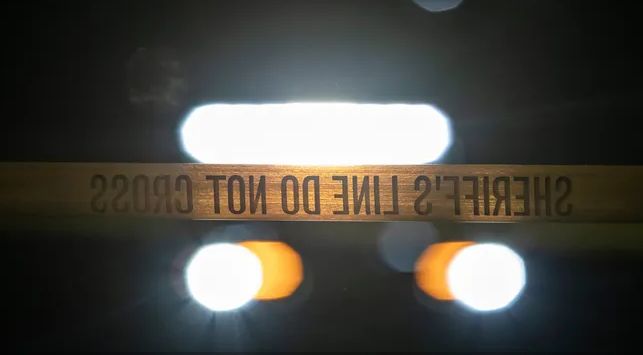 SHERIFF'S LINE DO NOT CROSS